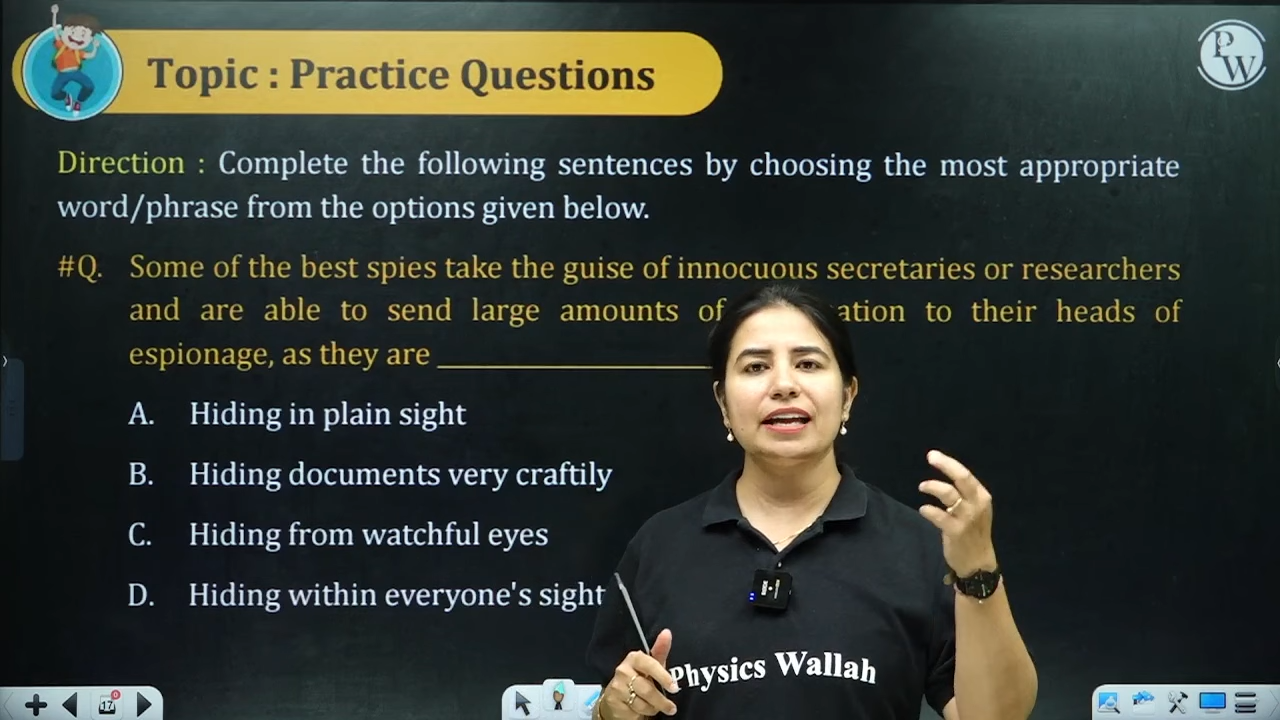 Topic : Practice Questions
PW
Direction : Complete the following sentences by choosing the most appropriate
word/phrase from the options given below.
#Q. Some of the best spies take the guise of innocuous secretaries or researchers
and are able to send large amounts of ation to their heads of
espionage, as they are
A. Hiding in plain sight
B. Hiding documents very craftily
C. Hiding from watchful eyes
D. Hiding within everyone's sight
Physics Wallah
17